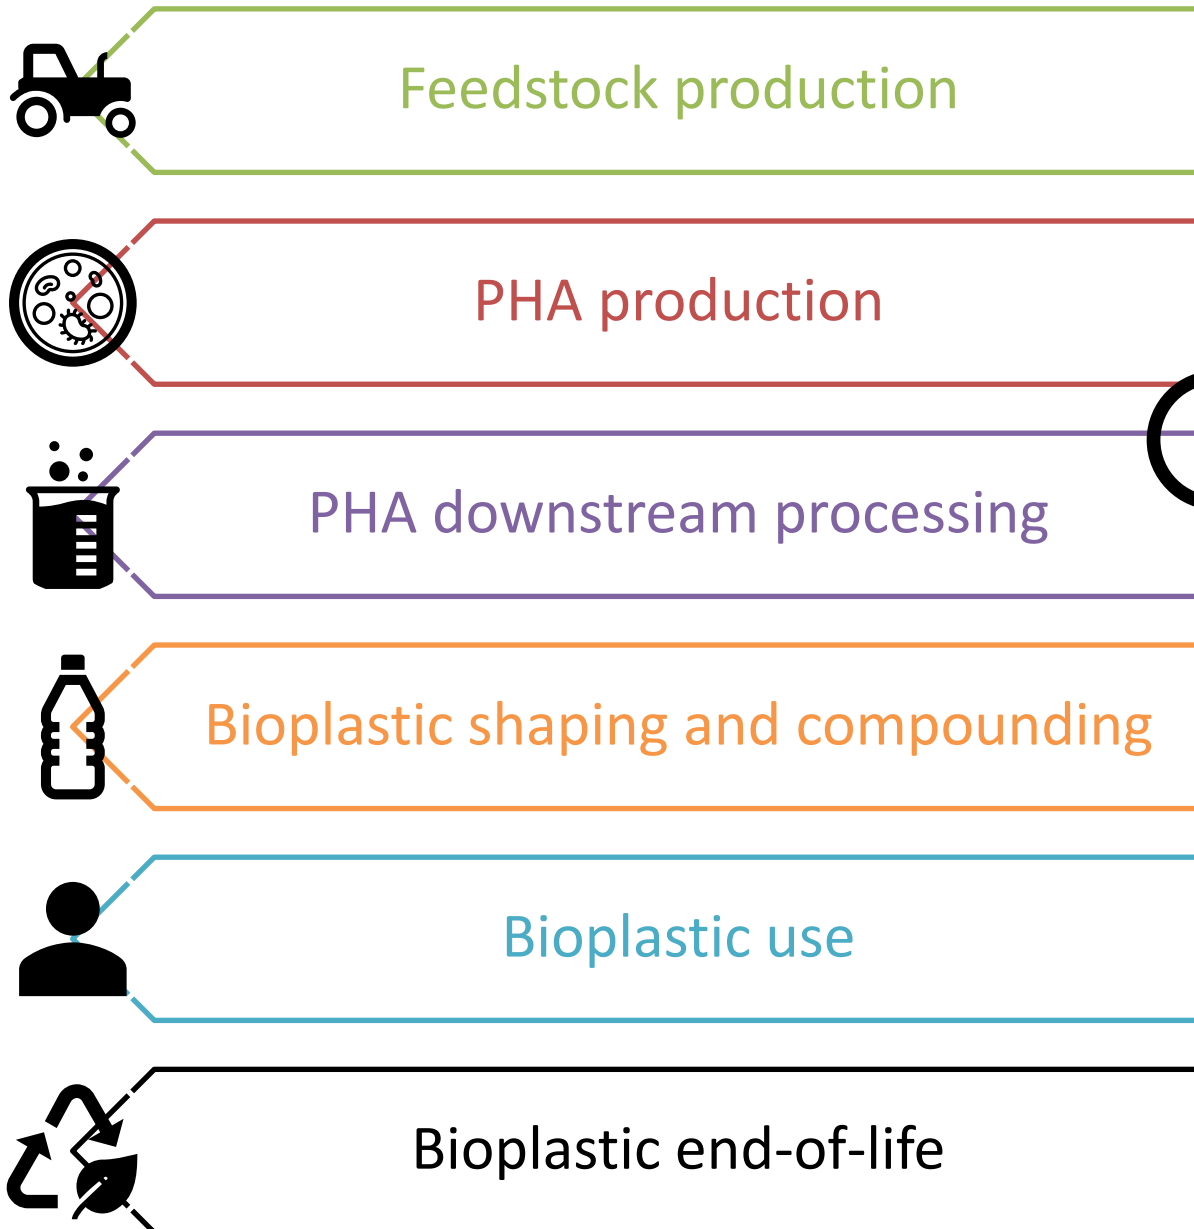 Feedstock production
PHA production
PHA downstream processing
Bioplastic shaping and compounding
Bioplastic use
Bioplastic end-of-life